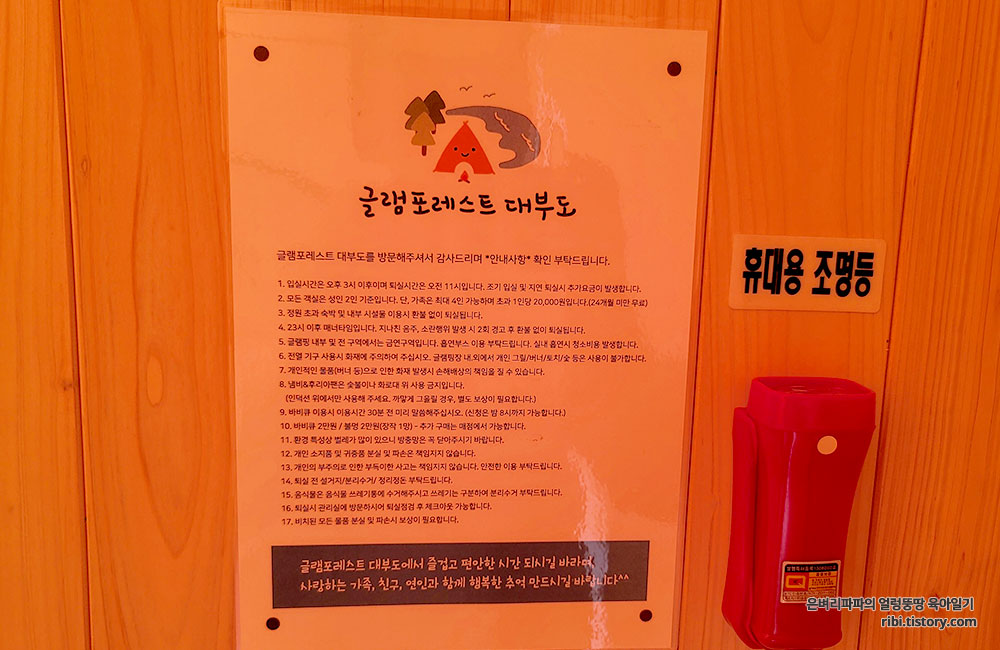 글램포레스트 대부도
글램포레스트 대부도를 방문해주셔서 감사드리며 *안내사항* 확인 부탁드립니다.
1. 입실시간은 오후 3시 이후이며 퇴실시간은 오전 11시입니다. 조기 입실 및 지연 퇴실시 추가요금이 발생합니다.
2. 모든 객실은 성인 2인 기준입니다. 단, 가족은 최대 4인 가능하며 초과 1인당 20,000원입니다.(24개월 미만 무료)
3. 정원 초과 숙박 및 내부 시설물 이용시 환불 없이 퇴실됩니다.
4. 23시 이후 매너타임입니다. 지나친 음주, 소란행위 발생 시 2회 경고 후 환불 없이 퇴실됩니다.
5. 글램핑 내부 및 전 구역에서는 금연구역입니다. 흡연부스 이용 부탁드립니다. 실내 흡연시 청소비용 발생합니다.
6. 전열 기구 사용시 화재에 주의하여 주십시오. 글램핑장 내.외에서 개인 그릴/버너/토치/숯 등은 사용이 불가합니다.
7. 개인적인 물품(버너 등)으로 인한 화재 발생시 손해배상의 책임을 질 수 있습니다.
8. 냄비&후라이팬은 숯불이나 화로대 위 사용 금지입니다.
(인덕션 위에서만 사용해 주세요. 까맣게 그을릴 경우, 별도 보상이 필요합니다.)
9. 바비큐 이용시 이용시간 30분 전 미리 말씀해주십시오. (신청은 밤 8시까지 가능합니다.)
10. 바비큐 2만원 / 불멍 2만원(장작 1망) - 추가 구매는 매점에서 가능합니다.
11. 환경 특성상 벌레가 많이 있으니 방충망은 꼭 닫아주시기 바랍니다.
12. 개인 소지품 및 귀중품 분실 및 파손은 책임지지 않습니다.
13. 개인의 부주의로 인한 부득이한 사고는 책임지지 않습니다. 안전한 이용 부탁드립니다.
14. 퇴실 전 설거지/분리수거/ 정리정돈 부탁드립니다.
15. 음식물은 음식물 쓰레기통에 수거해주시고 쓰레기는 구분하여 분리수거 부탁드립니다.
16. 퇴실시 관리실에 방문하시어 퇴실점검 후 체크아웃 가능합니다.
17. 비치된 모든 물품 분실 및 파손시 보상이 필요합니다.
글램포레스트 대부도에서 즐겁고 편안한 시간 되시길 바라며,
사랑하는 가족, 친구, 연인과 함께 행복한 추억 만드시길 바랍니다^^
휴대용 조명등
은벼리파파의 얼렁뚱땅 육아일기
ribi.tistory.com